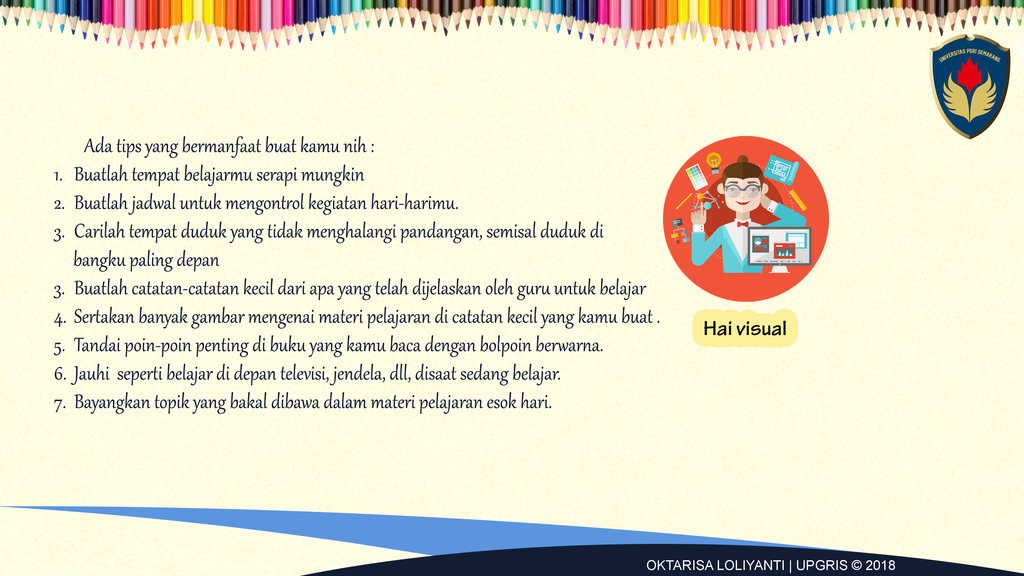 UNIVERSITAS PGRI SEMARANG
Ada tips yang bermanfaat buat kamu nih :
1. Buatlah tempat belajarmu serapi mungkin
2. Buatlah jadwal untuk mengontrol kegiatan hari-harimu.
3. Carilah tempat duduk yang tidak menghalangi pandangan, semisal duduk di
bangku paling depan
3. Buatlah catatan-catatan kecil dari apa yang telah dijelaskan oleh guru untuk belajar
4. Sertakan banyak gambar mengenai materi pelajaran di catatan kecil yang kamu buat .
5. Tandai poin-poin penting di buku yang kamu baca dengan bolpoin berwarna.
6. Jauhi  seperti belajar di depan televisi, jendela, dll, disaat sedang belajar.
7. Bayangkan topik yang bakal dibawa dalam materi pelajaran esok hari.
Hai visual
OKTARISA LOLIYANTI | UPGRIS © 2018